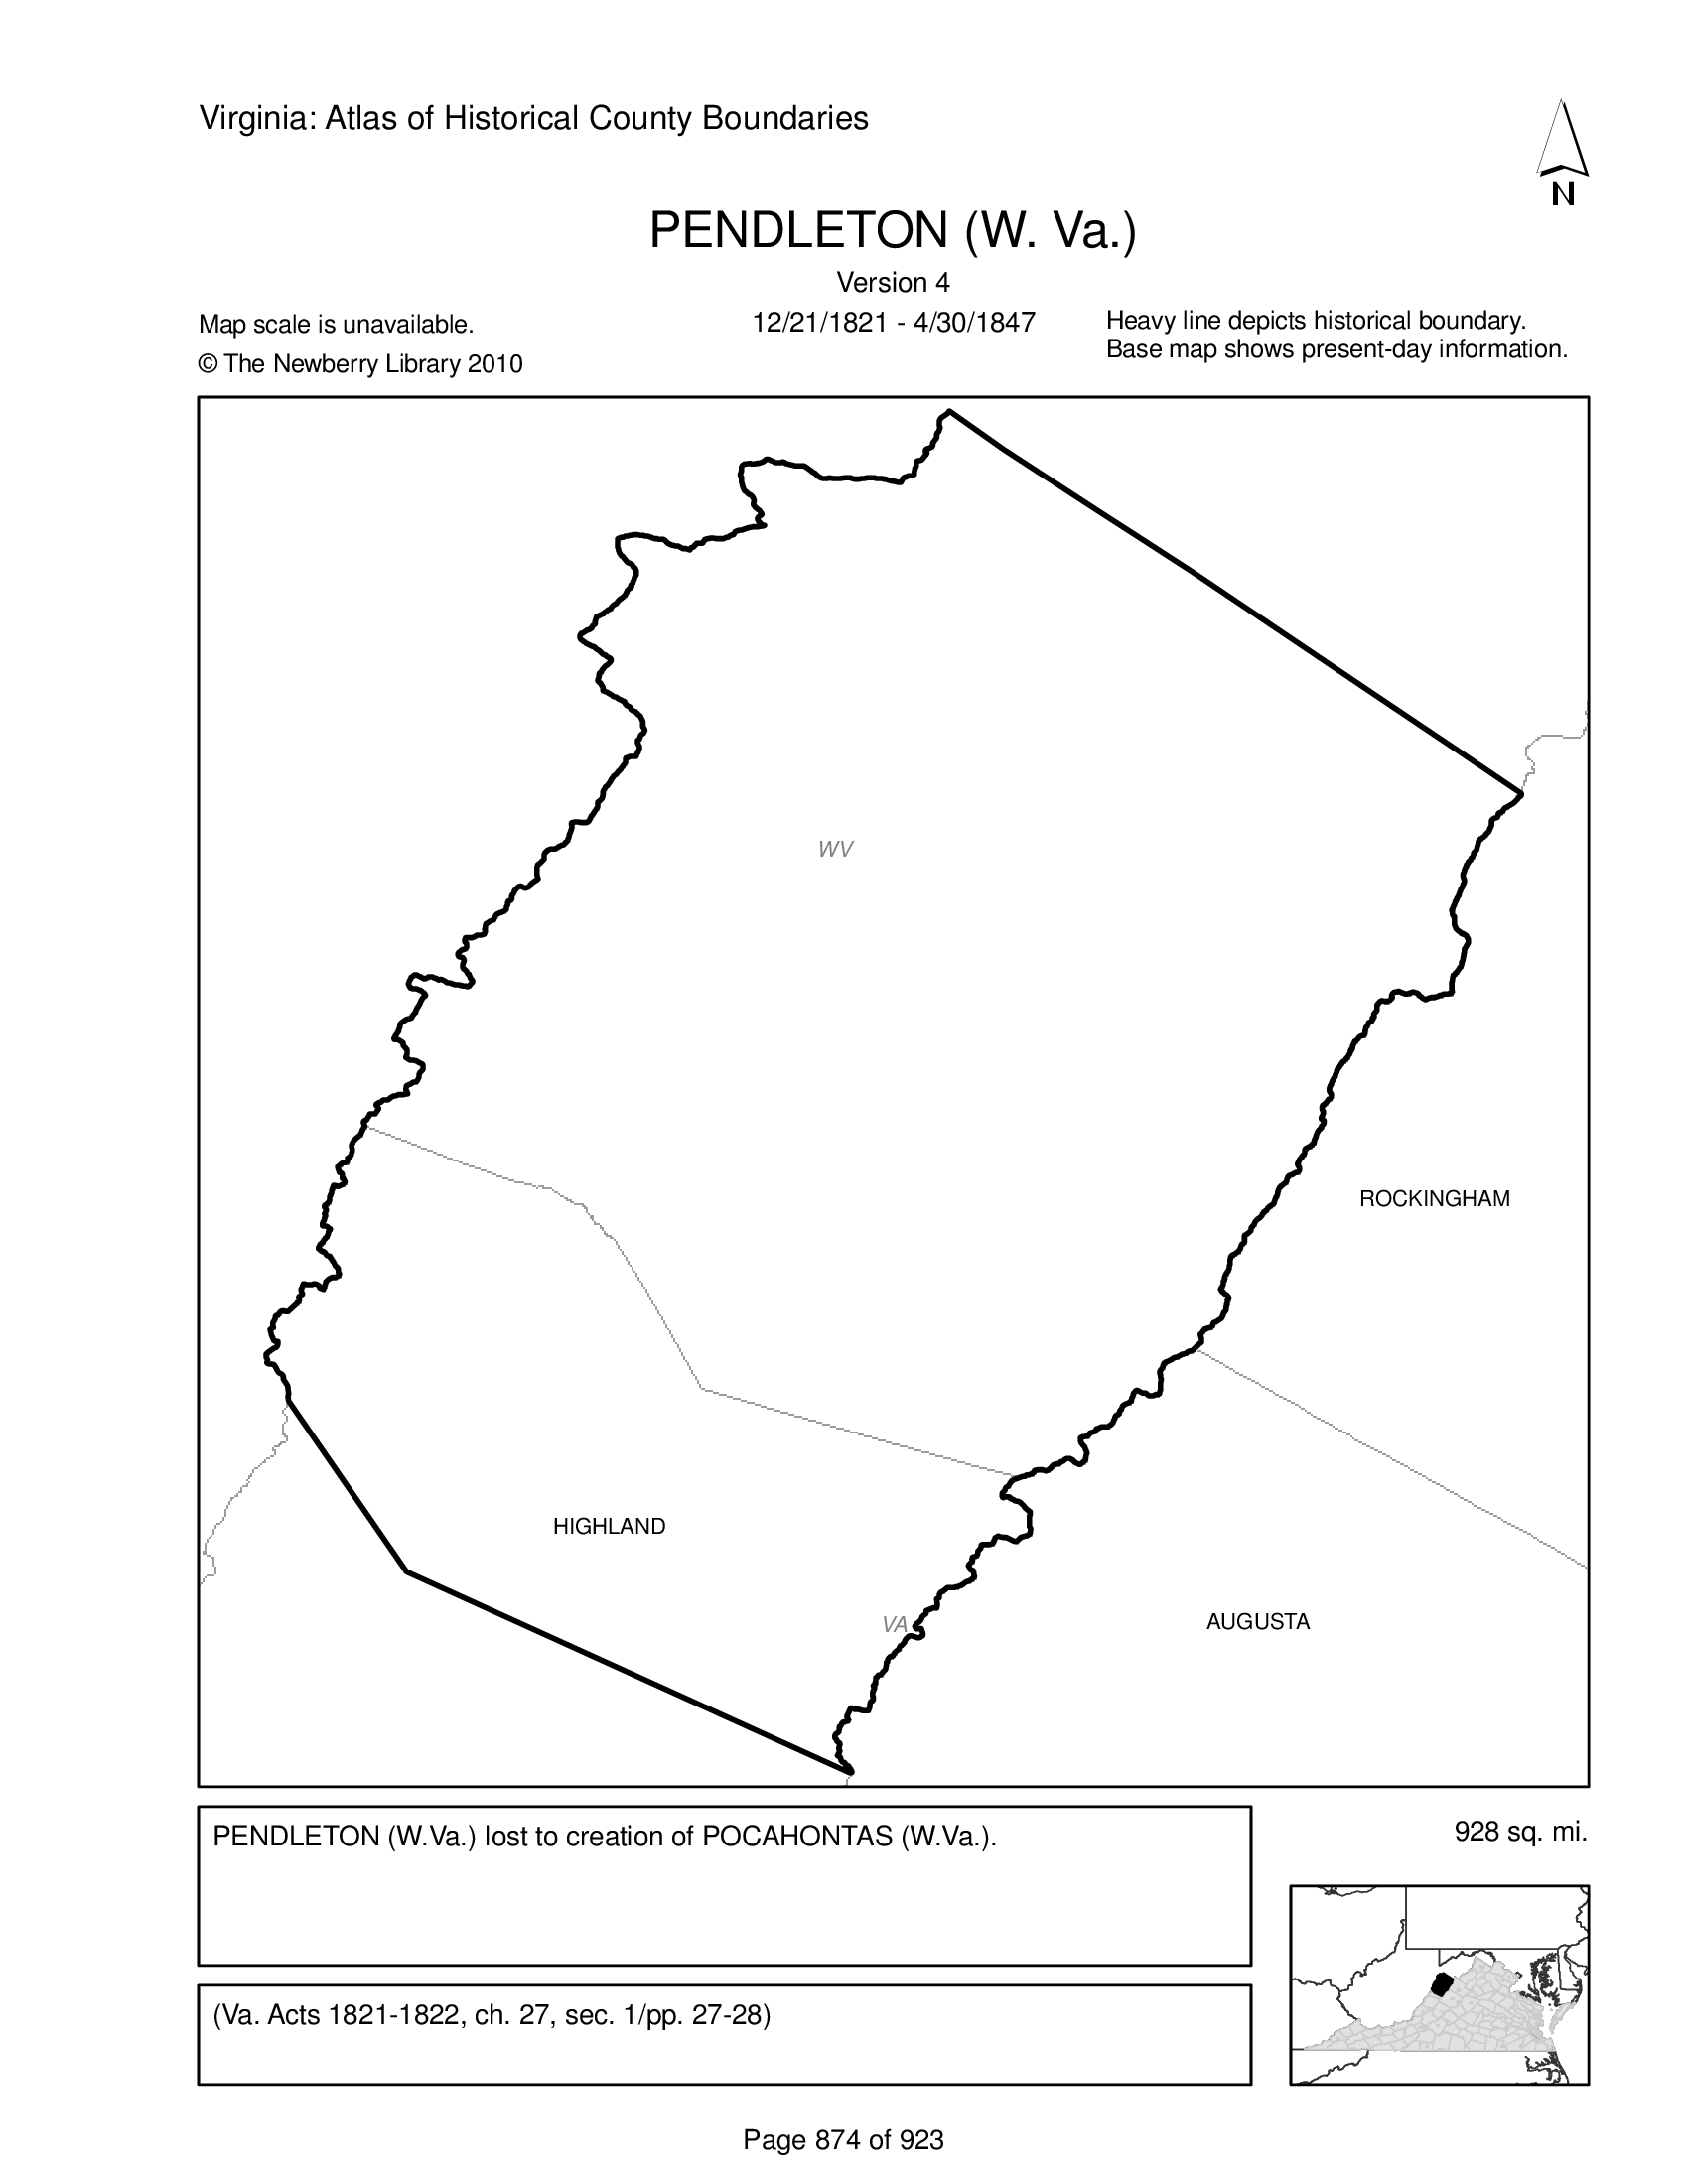 Virginia: Atlas of Historical County Boundaries
N
PENDLETON (W. Va.)
Version 4
Map scale is unavailable.
12/21/1821 - 4/30/1847
Heavy line depicts historical boundary.
Base map shows present-day information.
© The Newberry Library 2010
WV
ROCKINGHAM
HIGHLAND
VA
AUGUSTA
PENDLETON (W.Va.) lost to creation of POCAHONTAS (W.Va.).
928 sq. mi.
(Va. Acts 1821-1822, ch. 27, sec. 1/pp. 27-28)
Page 874 of 923